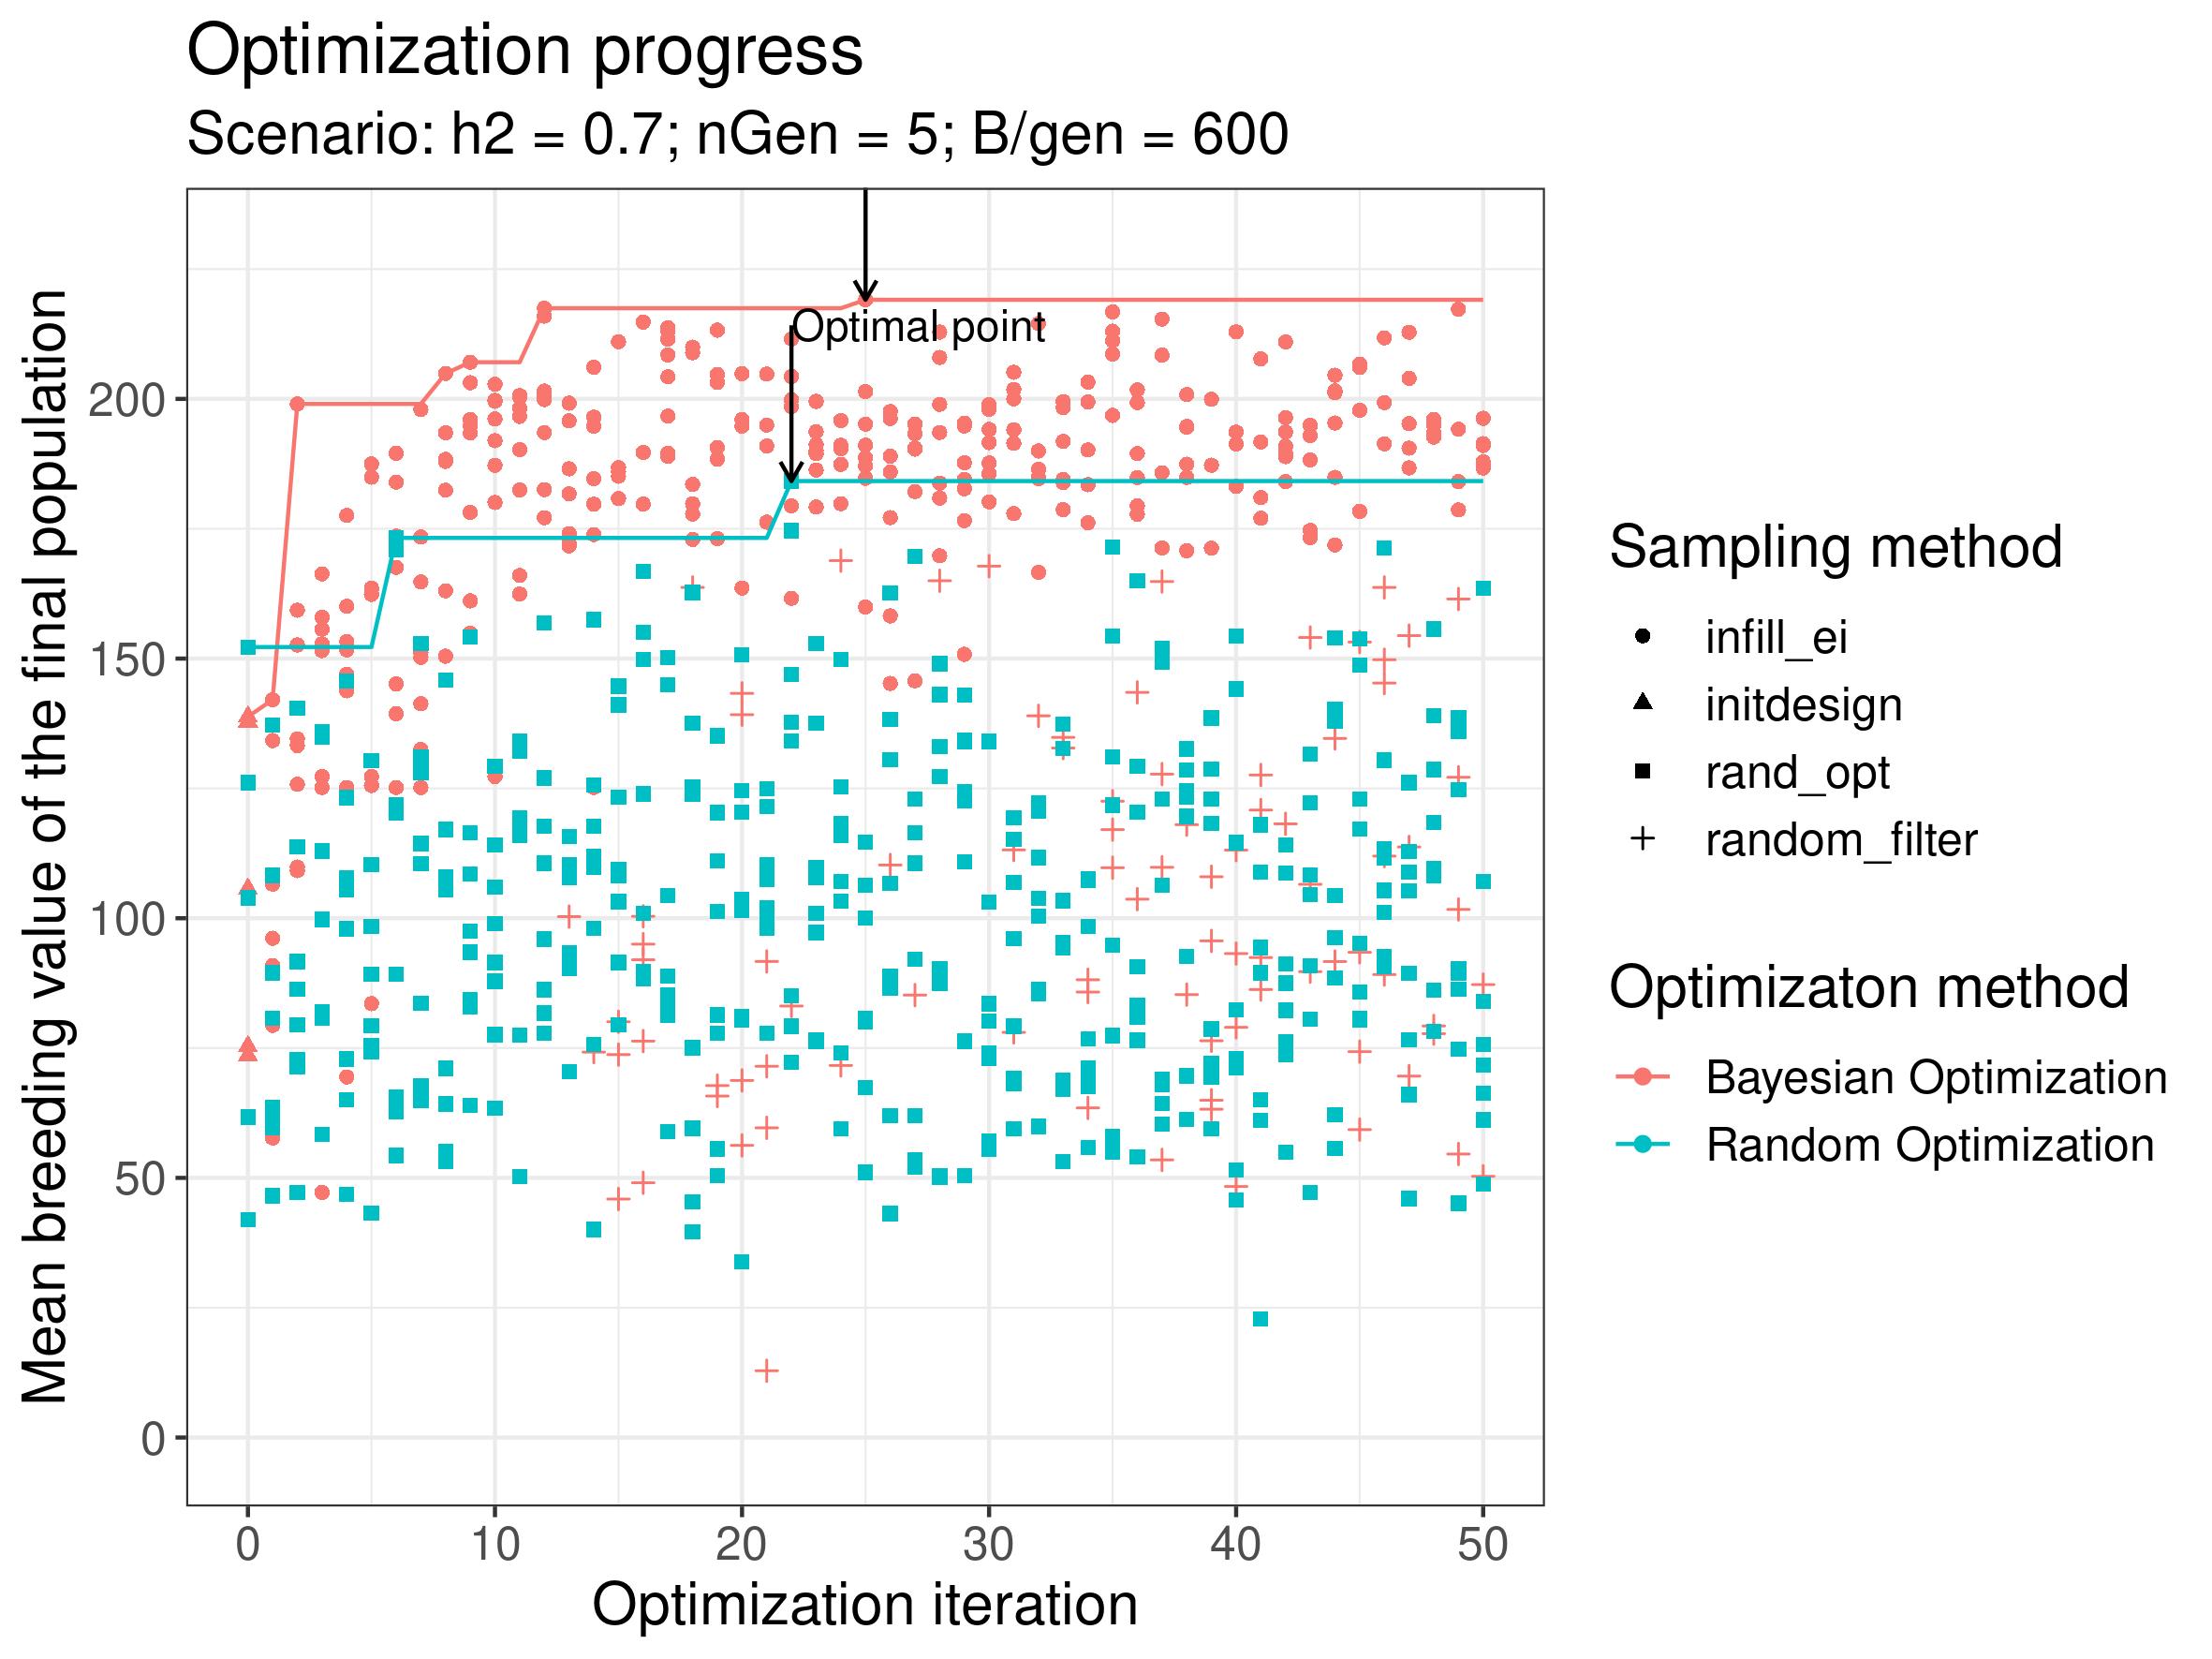 Optimization progress
Scenario: h2 = 0.7; nGen = 5; B/gen = 600
Mean breeding value of the final population
200
150
100
50
0
Optimal point
0 10 20 30 40 50
Optimization iteration
Sampling method
infill_ei
initdesign
rand_opt
random_filter
Optimizaton method
Bayesian Optimization
Random Optimization